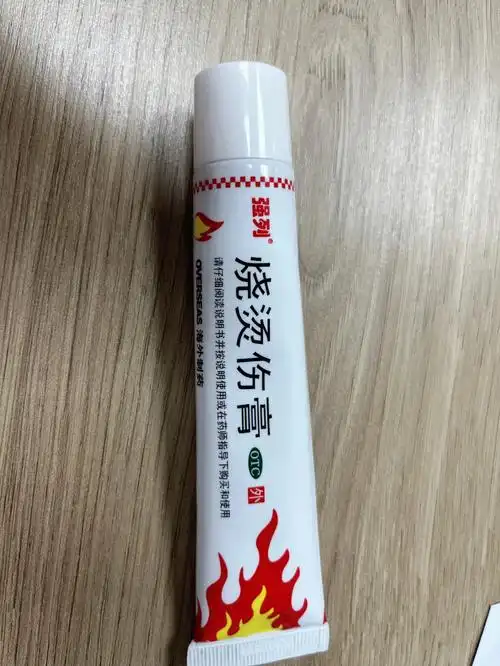 强列®
烧烫伤膏 OTC 外
请仔细阅读说明书并按说明使用或在药师指导下购买和使用
OVERSEAS 海外制药